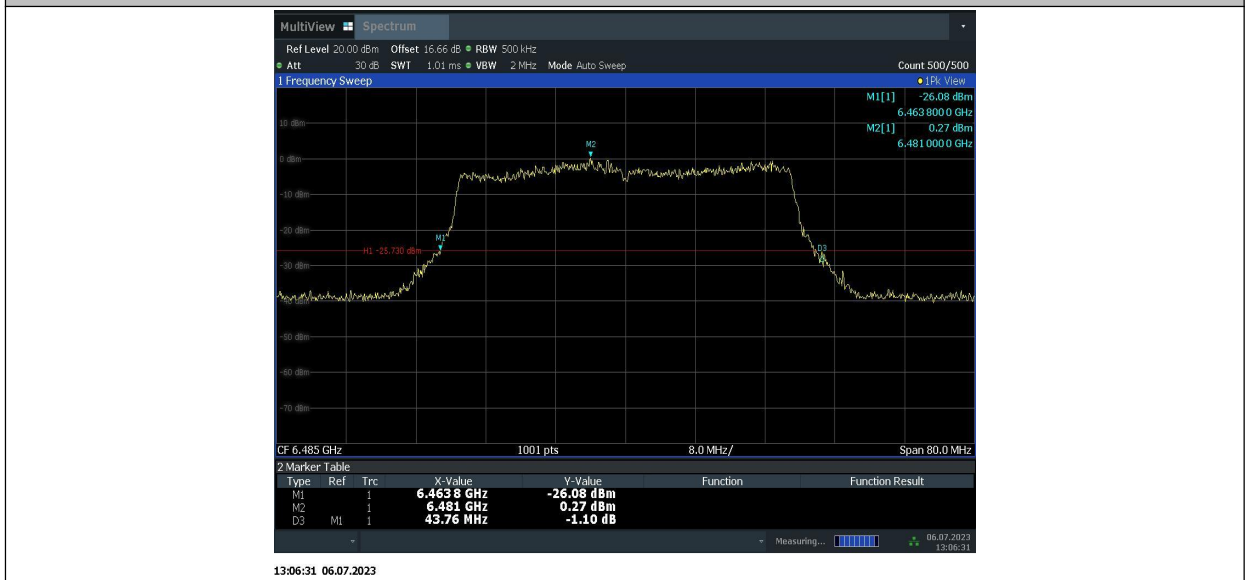 MultiView Spectrum
Ref Level 20.00 dBm Offset 16.66 dB RBW 500 kHz
Att 30 dB SWT 1.01 ms VBW 2 MHz Mode Auto Sweep Count 500/500
1 Frequency Sweep 1Pk View
M1[1] -26.08 dBm
6.463 800 0 GHz
10 dBm
M2[1] 0.27 dBm
6.481 000 0 GHz
M2
0 dBm
-10 dBm
-20 dBm
M1
H1 -25.730 dBm
D3
-30 dBm
-40 dBm
-50 dBm
-60 dBm
-70 dBm
CF 6.485 GHz 1001 pts 8.0 MHz/ Span 80.0 MHz
2 Marker Table
Type Ref Trc X-Value Y-Value Function Function Result
M1 1 6.4638 GHz -26.08 dBm
M2 1 6.481 GHz 0.27 dBm
D3 M1 1 43.76 MHz -1.10 dB
Measuring... 06.07.2023
13:06:31
13:06:31 06.07.2023